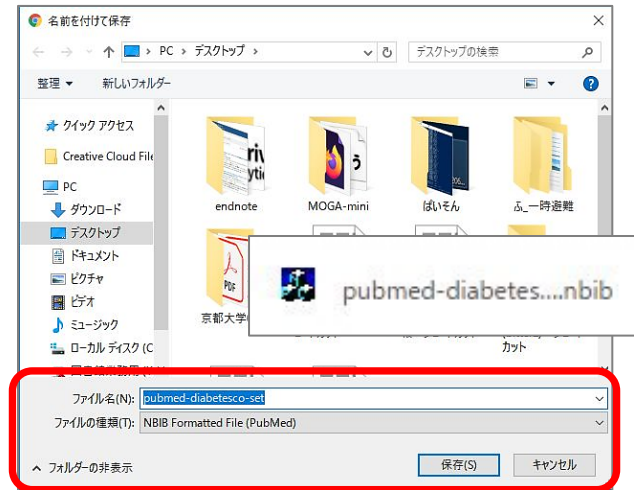 名前を付けて保存
PC > デスクトップ >
デスクトップの検索
整理 新しいフォルダー
クイック アクセス
Creative Cloud File
PC
ダウンロード
デスクトップ
ドキュメント
ピクチャ
ビデオ
ミュージック
ローカル ディスク (C
endnote
MOGA-mini
ぱいそん
ふ_一時避難
PDF
京都大学
カット
pubmed-diabetes....nbib
ファイル名(N): pubmed-diabetesco-set
ファイルの種類(T): NBIB Formatted File (PubMed)
フォルダーの非表示
保存(S)
キャンセル